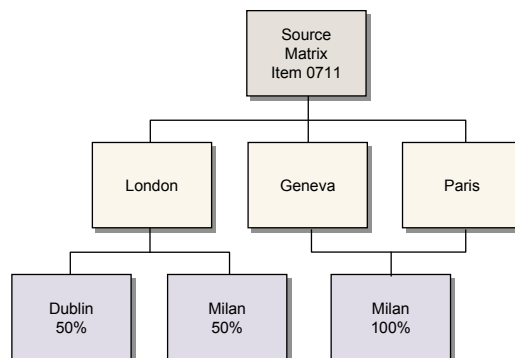 Source
Matrix
Item 0711
London
Geneva
Paris
Dublin
50%
Milan
50%
Milan
100%